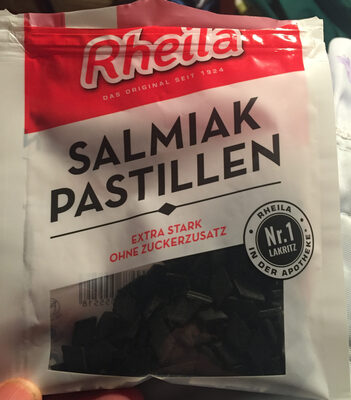 Rheila
DAS ORIGINAL SEIT 1924
SALMIAK
PASTILLEN
EXTRA STARK
OHNE ZUCKERZUSATZ
RHEILA
Nr.1
LAKRITZ
IN DER APOTHEKE*